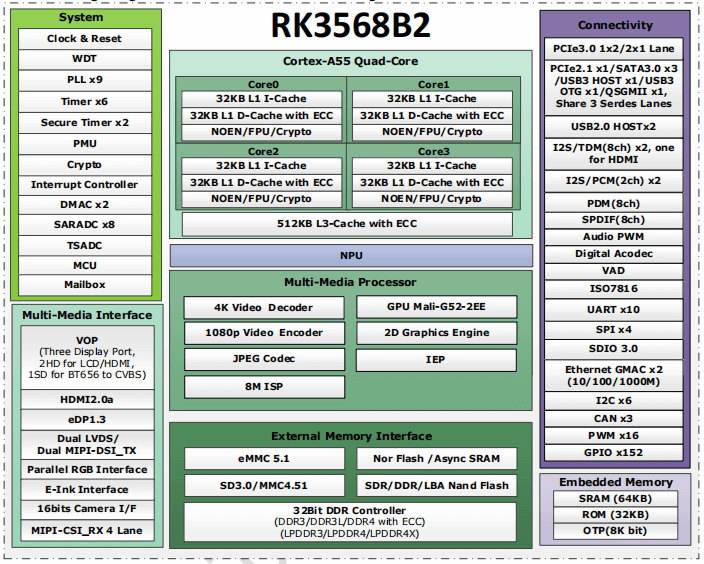 RK3568B2
System
Clock & Reset
WDT
PLL x9
Timer x6
Secure Timer x2
PMU
Crypto
Interrupt Controller
DMAC x2
SARADC x8
TSADC
MCU
Mailbox
Multi-Media Interface
VOP
(Three Display Port,
2HD for LCD/HDMI,
1SD for BT656 to CVBS)
HDMI2.0a
eDP1.3
Dual LVDS/
Dual MIPI-DSI_TX
Parallel RGB Interface
E-Ink Interface
16bits Camera I/F
MIPI-CSI_RX 4 Lane
Cortex-A55 Quad-Core
Core0
32KB L1 I-Cache
32KB L1 D-Cache with ECC
NOEN/FPU/Crypto
Core1
32KB L1 I-Cache
32KB L1 D-Cache with ECC
NOEN/FPU/Crypto
Core2
32KB L1 I-Cache
32KB L1 D-Cache with ECC
NOEN/FPU/Crypto
Core3
32KB L1 I-Cache
32KB L1 D-Cache with ECC
NOEN/FPU/Crypto
512KB L3-Cache with ECC
NPU
Multi-Media Processor
4K Video Decoder
1080p Video Encoder
JPEG Codec
8M ISP
GPU Mali-G52-2EE
2D Graphics Engine
IEP
External Memory Interface
eMMC 5.1
Nor Flash /Async SRAM
SD3.0/MMC4.51
SDR/DDR/LBA Nand Flash
32Bit DDR Controller
(DDR3/DDR3L/DDR4 with ECC)
(LPDDR3/LPDDR4/LPDDR4X)
Connectivity
PCIe3.0 1x2/2x1 Lane
PCIe2.1 x1/SATA3.0 x3
/USB3 HOST x1/USB3
OTG x1/QSGMII x1,
Share 3 Serdes Lanes
USB2.0 HOSTx2
I2S/TDM(8ch) x2, one
for HDMI
I2S/PCM(2ch) x2
PDM(8ch)
SPDIF(8ch)
Audio PWM
Digital Acodec
VAD
ISO7816
UART x10
SPI x4
SDIO 3.0
Ethernet GMAC x2
(10/100/1000M)
I2C x6
CAN x3
PWM x16
GPIO x152
Embedded Memory
SRAM (64KB)
ROM (32KB)
OTP(8K bit)